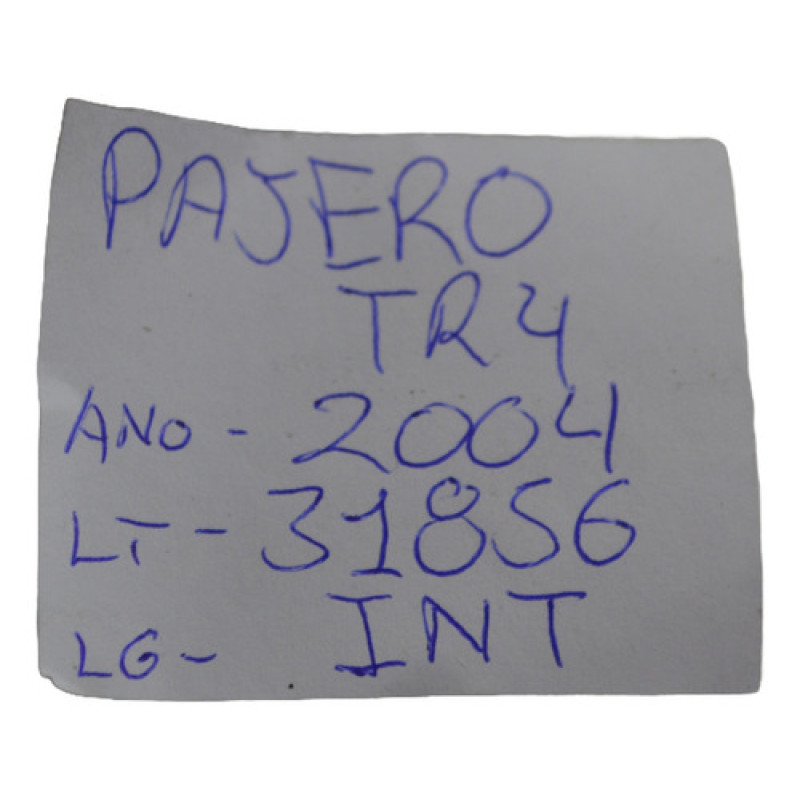 PAJERO
TR4
ANO - 2004
LT - 31856
LG - INT